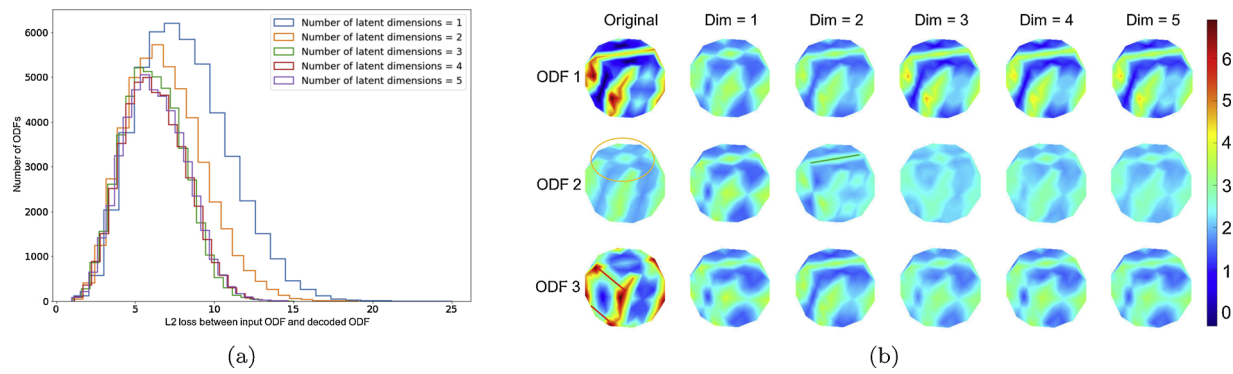 Number of latent dimensions = 1
Number of latent dimensions = 2
Number of latent dimensions = 3
Number of latent dimensions = 4
Number of latent dimensions = 5
6000
5000
4000
3000
2000
1000
0
Number of ODFs
0 5 10 15 20 25
L2 loss between input ODF and decoded ODF
(a)
Original Dim = 1 Dim = 2 Dim = 3 Dim = 4 Dim = 5
ODF 1
ODF 2
ODF 3
6
5
4
3
2
1
0
(b)